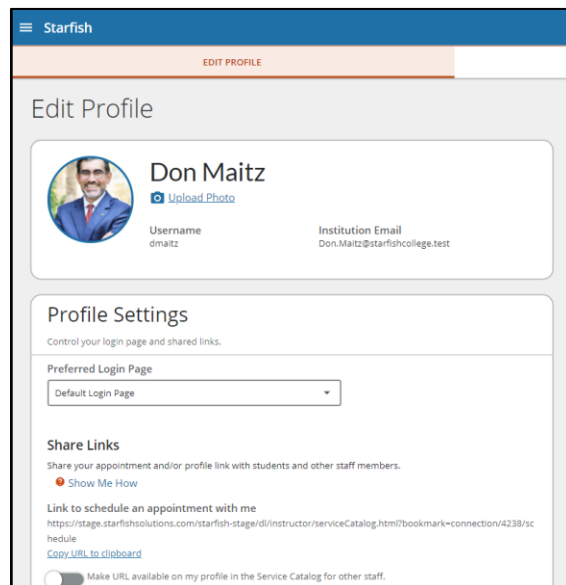 Starfish
EDIT PROFILE
Edit Profile
Don Maitz
Upload Photo
Username
Institution Email
dmaitz
Don.Maitz@starfishcollege.test
Profile Settings
Control your login page and shared links.
Preferred Login Page
Default Login Page
Share Links
Share your appointment and/or profile link with students and other staff members.
Show Me How
Link to schedule an appointment with me
https://stage.starfishsolutions.com/starfish-stage/dl/instructor/serviceCatalog.html?bookmark=connection/4238/sc
hedule
Copy URL to clipboard
Make URL available on my profile in the Service Catalog for other staff.